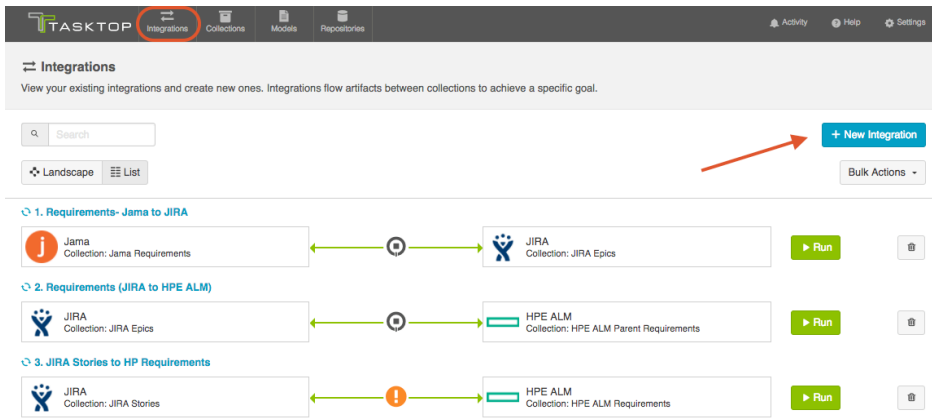 TASKTOP
Integrations
Collections
Models
Repositories
Activity
Help
Settings
Integrations
View your existing integrations and create new ones. Integrations flow artifacts between collections to achieve a specific goal.
Search
+ New Integration
Landscape
List
Bulk Actions
1. Requirements- Jama to JIRA
j
Jama
Collection: Jama Requirements
JIRA
Collection: JIRA Epics
Run
2. Requirements (JIRA to HPE ALM)
JIRA
Collection: JIRA Epics
HPE ALM
Collection: HPE ALM Parent Requirements
Run
3. JIRA Stories to HP Requirements
JIRA
Collection: JIRA Stories
!
HPE ALM
Collection: HPE ALM Requirements
Run